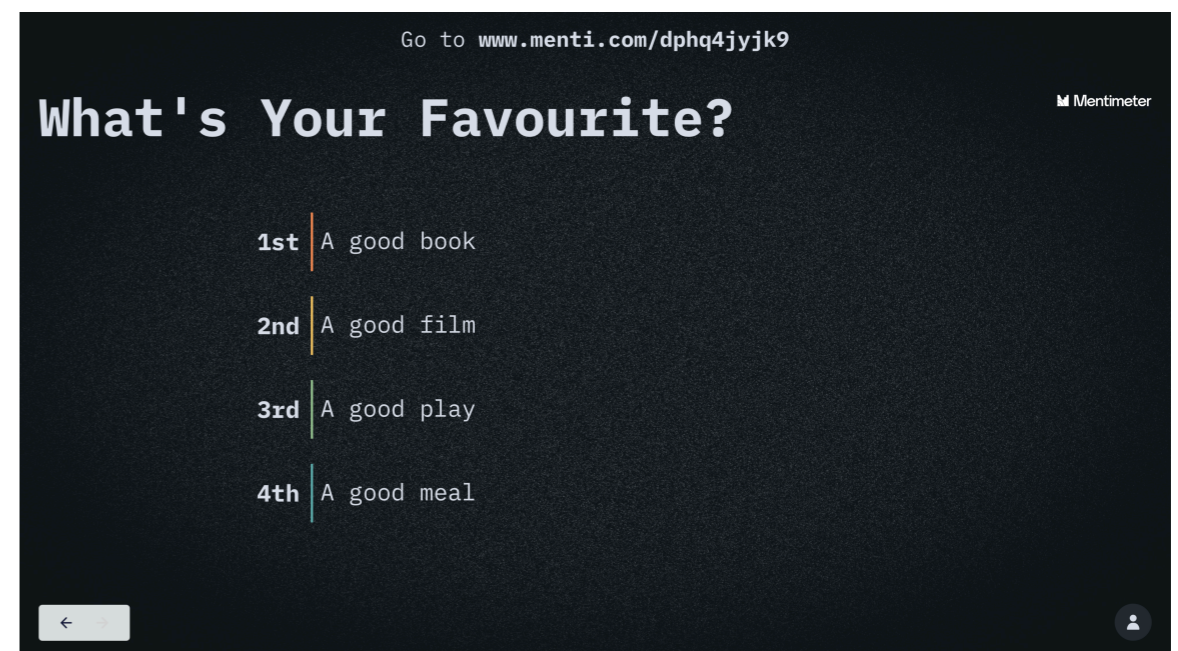 Go to www.menti.com/dphq4jyjk9
What's Your Favourite?
Mentimeter
1st A good book
2nd A good film
3rd A good play
4th A good meal